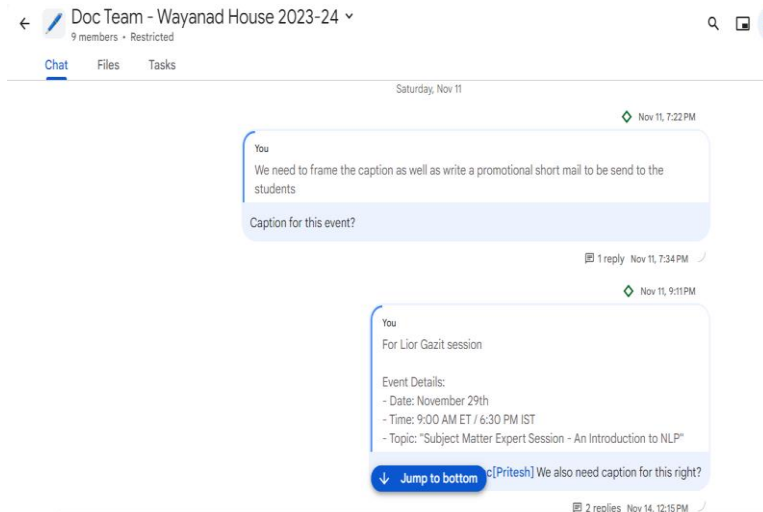 Doc Team - Wayanad House 2023-24
9 members • Restricted
Chat Files Tasks
Saturday, Nov 11
Nov 11, 7:22 PM
You
We need to frame the caption as well as write a promotional short mail to be send to the
students
Caption for this event?
1 reply Nov 11, 7:34 PM
Nov 11, 9:11 PM
You
For Lior Gazit session
Event Details:
- Date: November 29th
- Time: 9:00 AM ET / 6:30 PM IST
- Topic: "Subject Matter Expert Session - An Introduction to NLP"
Jump to bottom c[Pritesh] We also need caption for this right?
2 replies Nov 14, 12:15 PM